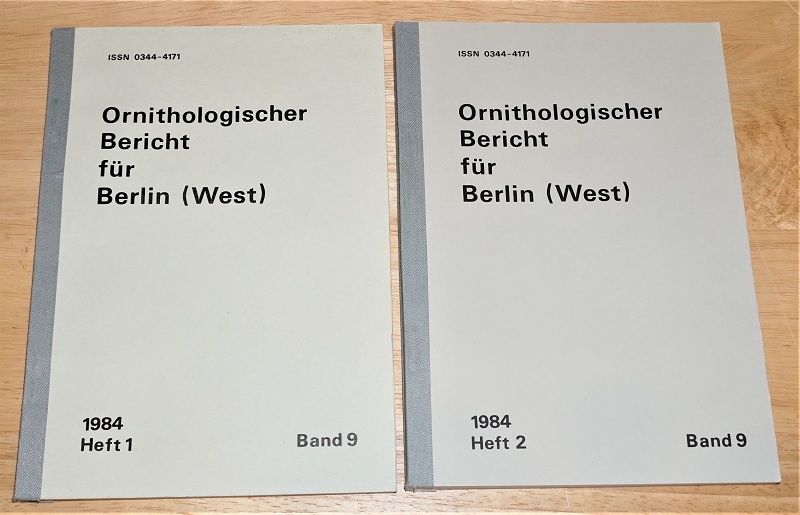 ISSN 0344-4171
Ornithologischer
Bericht
für
Berlin (West)
1984
Heft 1
Band 9
ISSN 0344-4171
Ornithologischer
Bericht
für
Berlin (West)
1984
Heft 2
Band 9